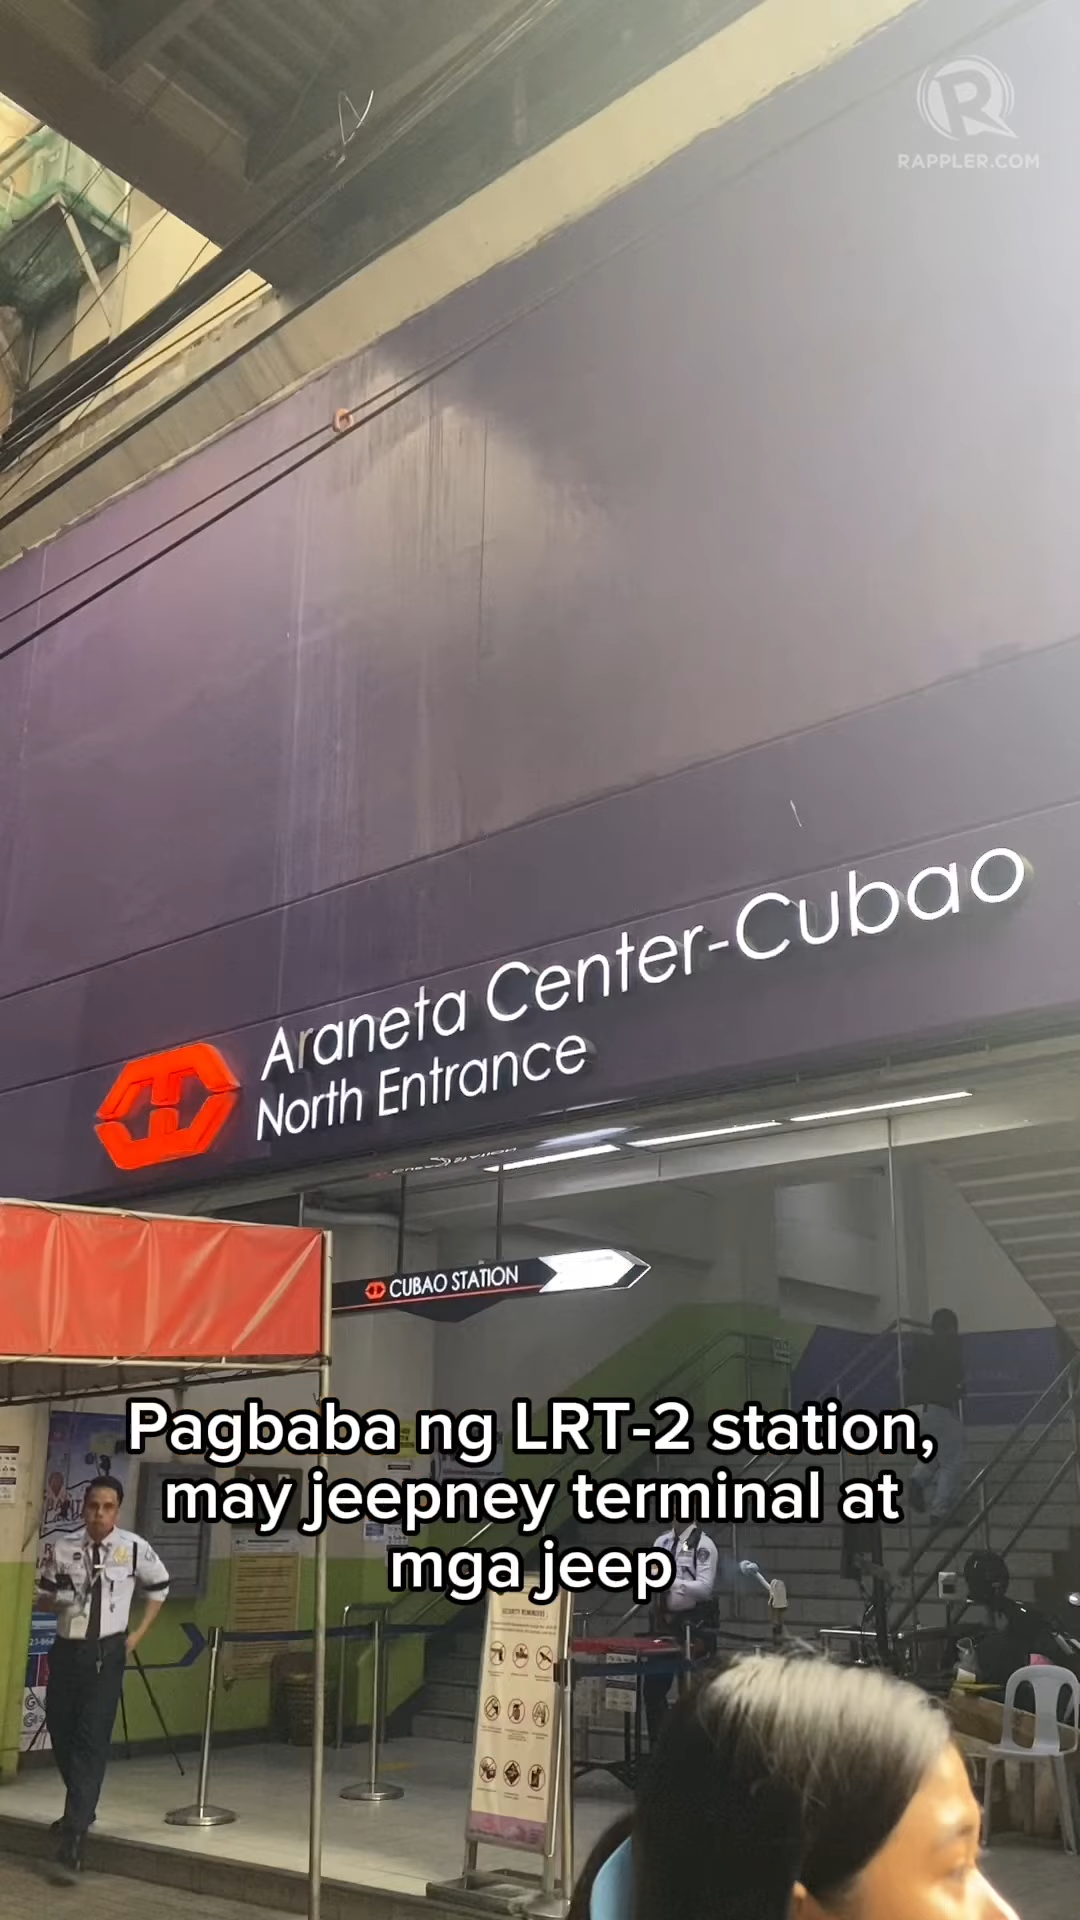 RAPPLER.COM
Araneta Center-Cubao
North Entrance
CUBAO STATION
Pagbaba ng LRT-2 station,
may jeepney terminal at
mga jeep
SECURITY REMINDERS